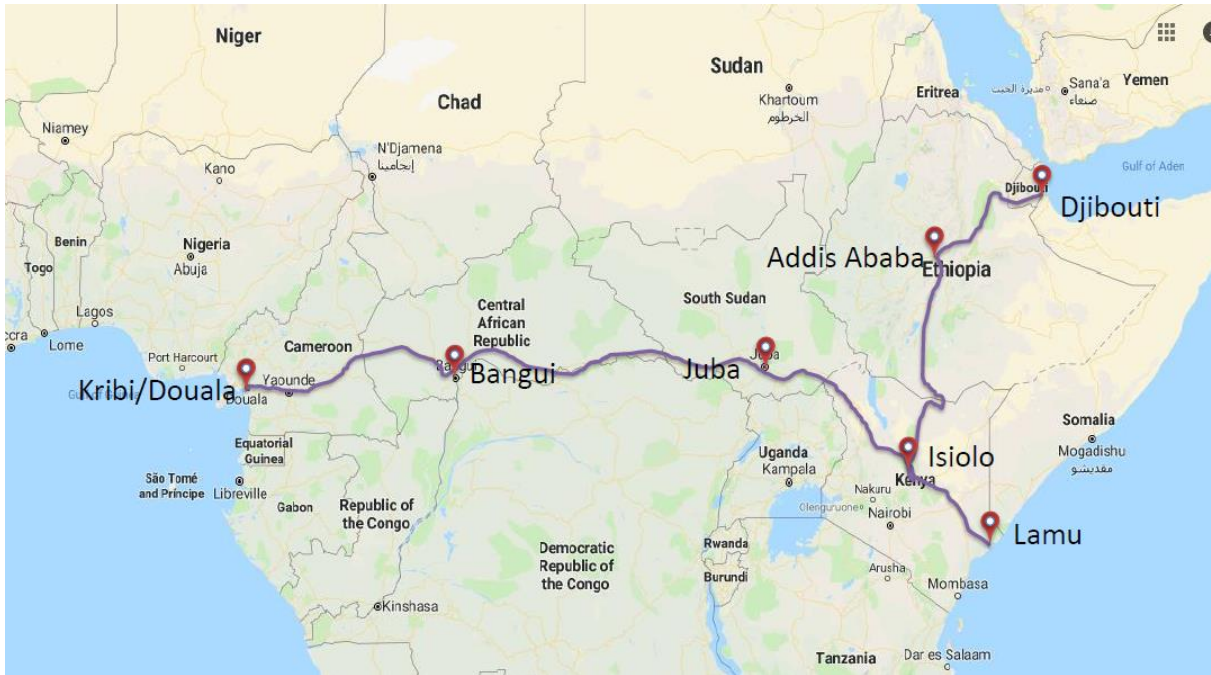 Niger
Sudan
Chad
Eritrea
Sana'a
صنعاء
Yemen
Khartoum
الخرطوم
Niamey
N'Djamena
إنجامينا
Kano
Gulf of Aden
Djibouti
Djibouti
Benin
Nigeria
Abuja
Togo
Addis Ababa
Ethiopia
Central
African
Republic
South Sudan
Lagos
Lome
Port Harcourt
Cameroon
Juba
Bangui
Kribi/Douala
Yaounde
Douala
Somalia
Mogadishu
مقديشو
Equatorial
Guinea
Uganda
Kampala
Isiolo
Kenya
São Tomé
and Príncipe
Libreville
Gabon
Republic of
the Congo
Nakuru
Olenguruone
Nairobi
Lamu
Democratic
Republic of
the Congo
Rwanda
Burundi
Arusha
Mombasa
Kinshasa
Tanzania
Dar es Salaam